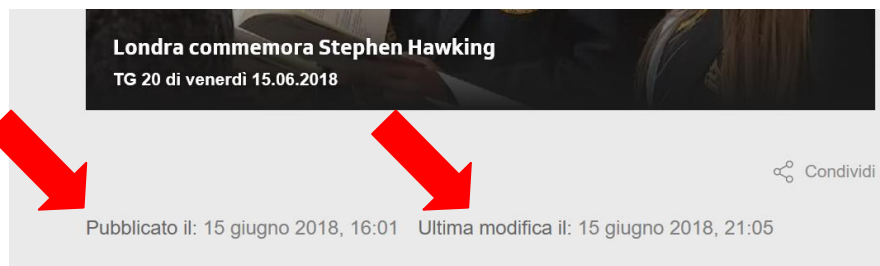 Londra commemora Stephen Hawking
TG 20 di venerdì 15.06.2018
Condividi
Pubblicato il: 15 giugno 2018, 16:01 Ultima modifica il: 15 giugno 2018, 21:05